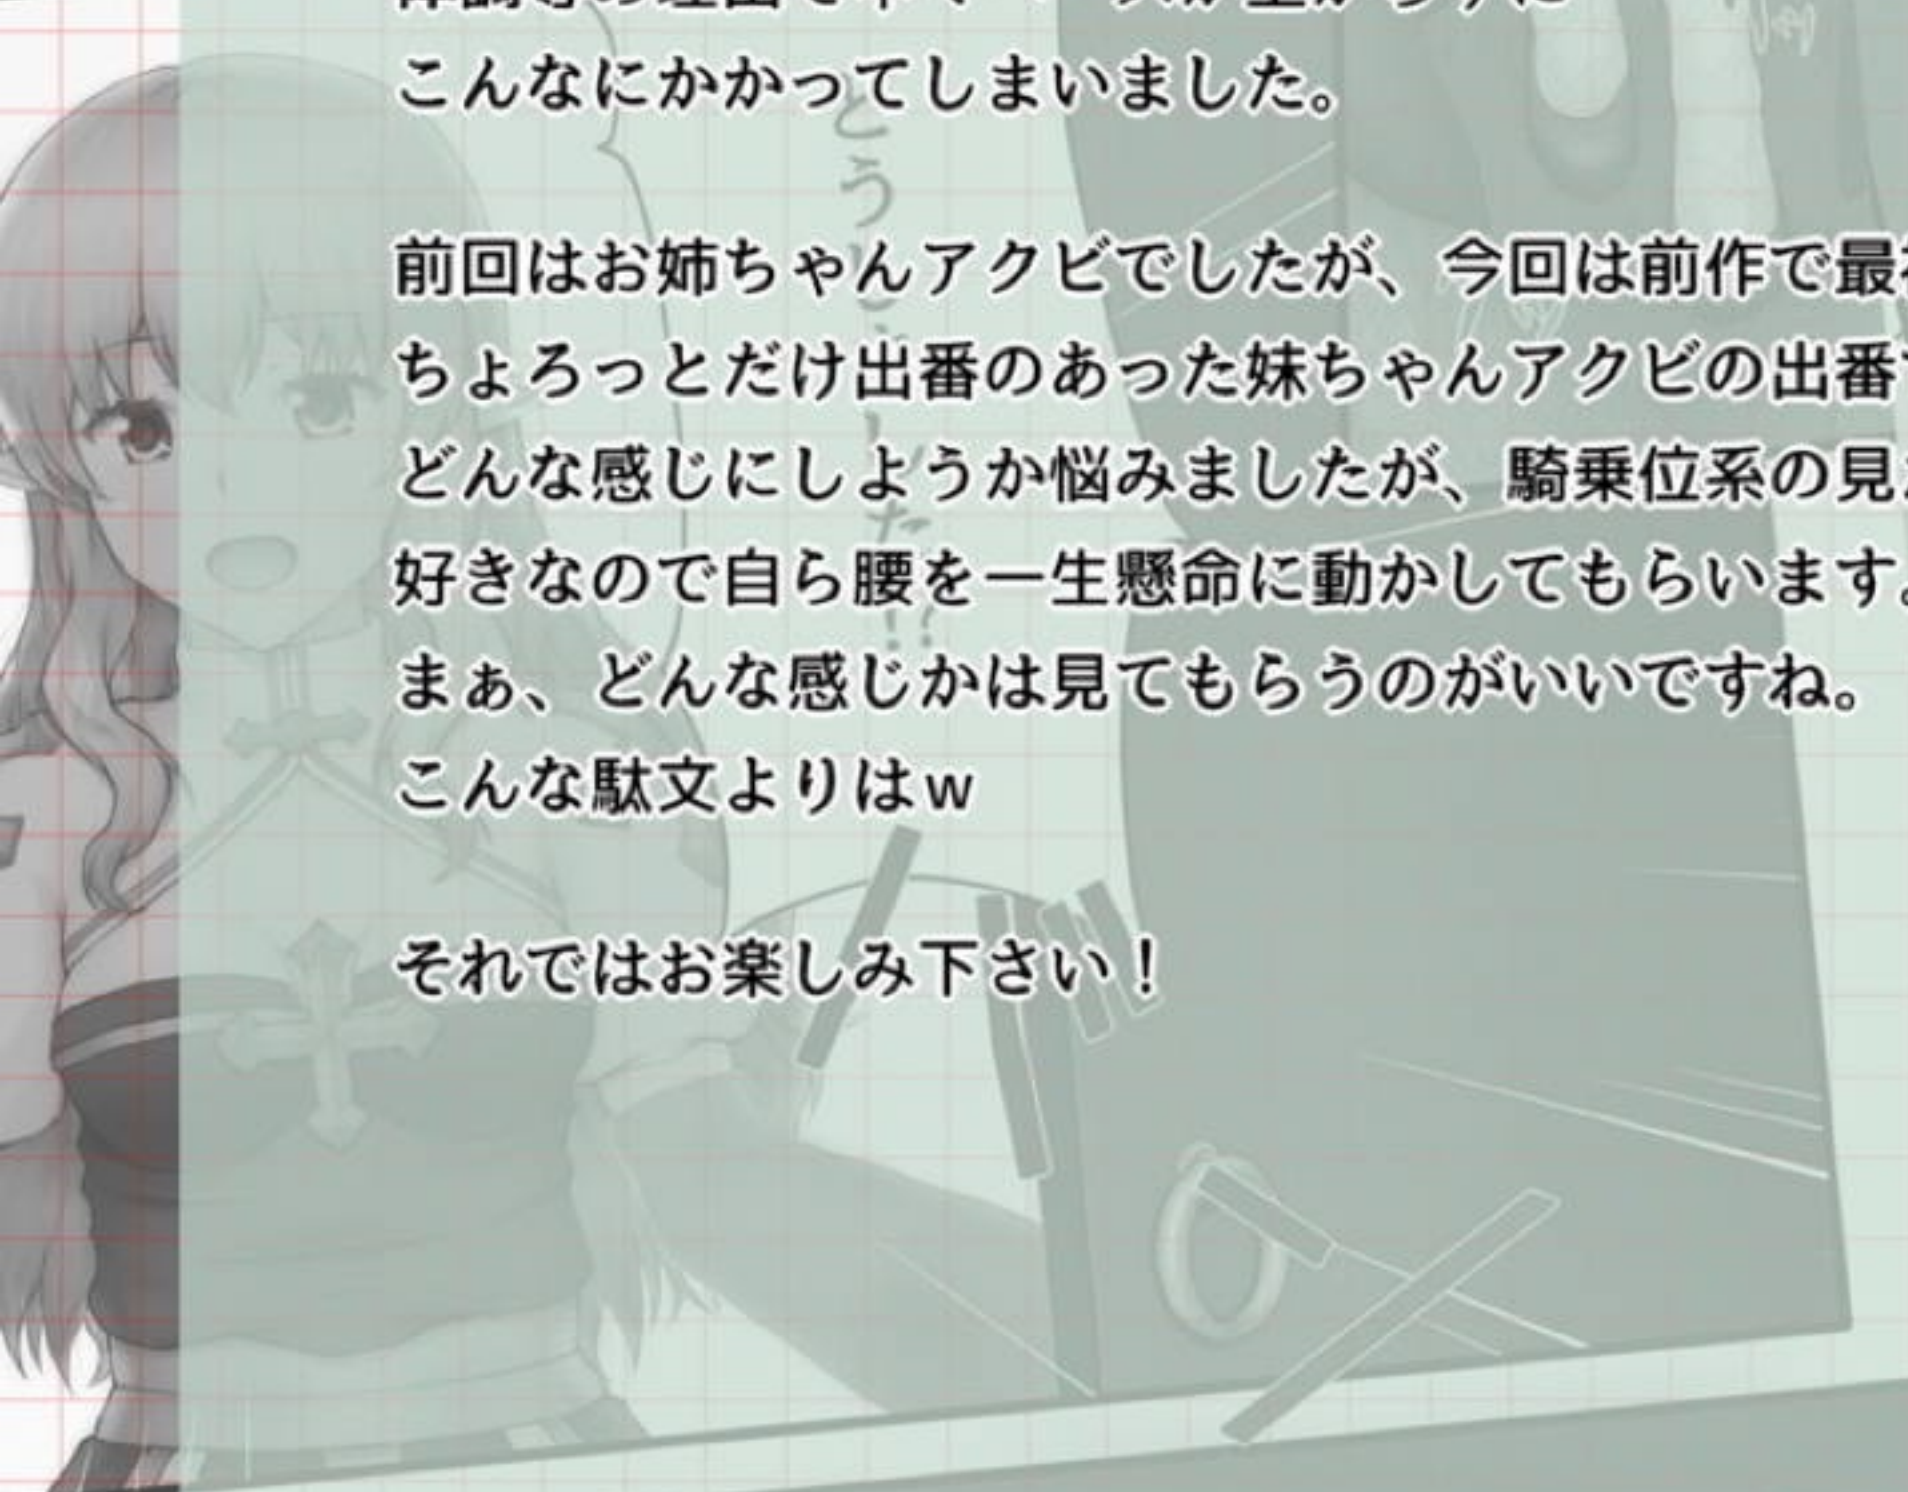 こんなにかかってしまいました。
前回はお姉ちゃんアクビでしたが、今回は前作で最
ちょろっとだけ出番のあった妹ちゃんアクビの出番
どんな感じにしようか悩みましたが、騎乗位系の見
好きなので自ら腰を一生懸命に動かしてもらいます。
まぁ、どんな感じかは見てもらうのがいいですね。
こんな駄文よりはｗ
それではお楽しみ下さい！